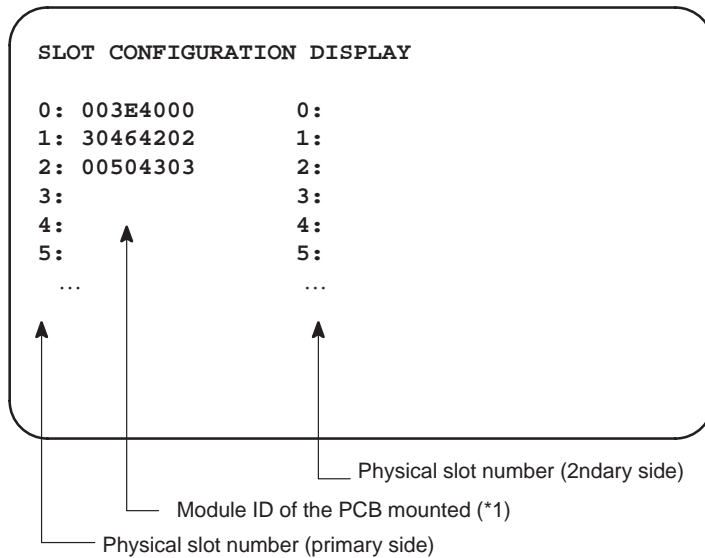 SLOT CONFIGURATION DISPLAY
0: 003E4000 0:
1: 30464202 1:
2: 00504303 2:
3: 3:
4: 4:
5: 5:
... ...
Physical slot number (2ndary side)
Module ID of the PCB mounted (*1)
Physical slot number (primary side)